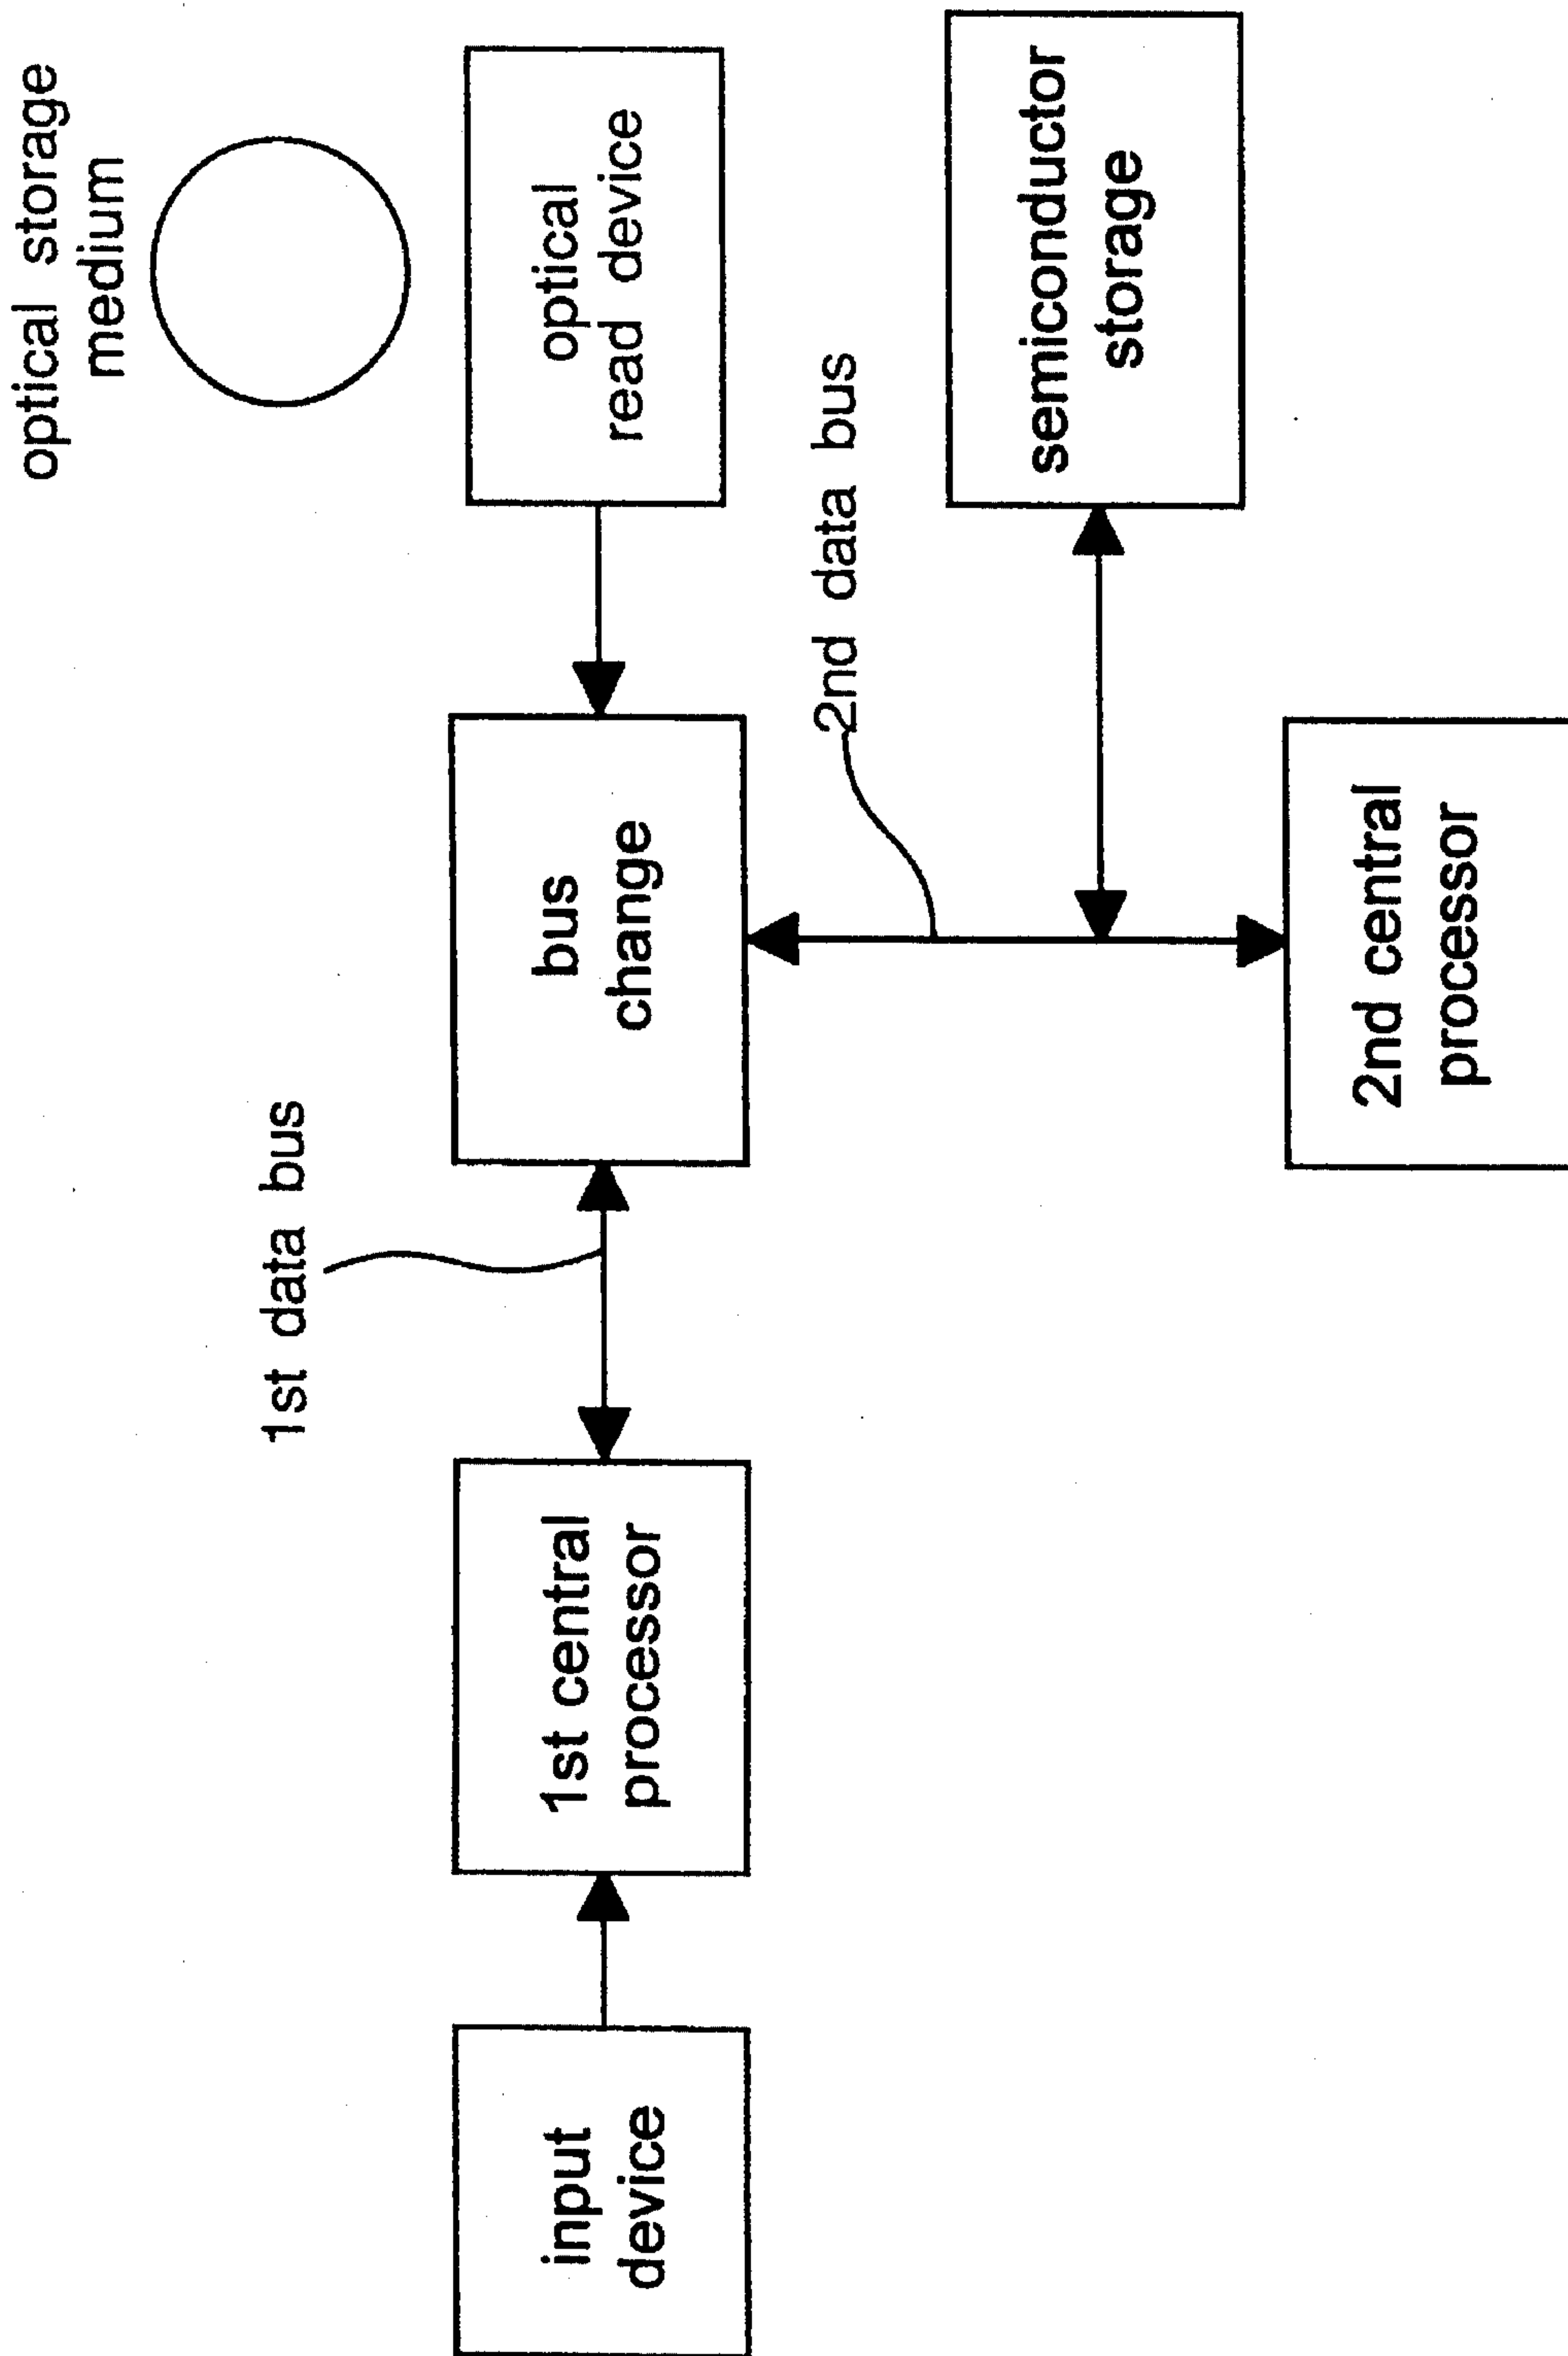 optical storage
medium
1st data bus
input
device
1st central
processor
bus
change
optical
read device
2nd data bus
semiconductor
storage
2nd central
processor